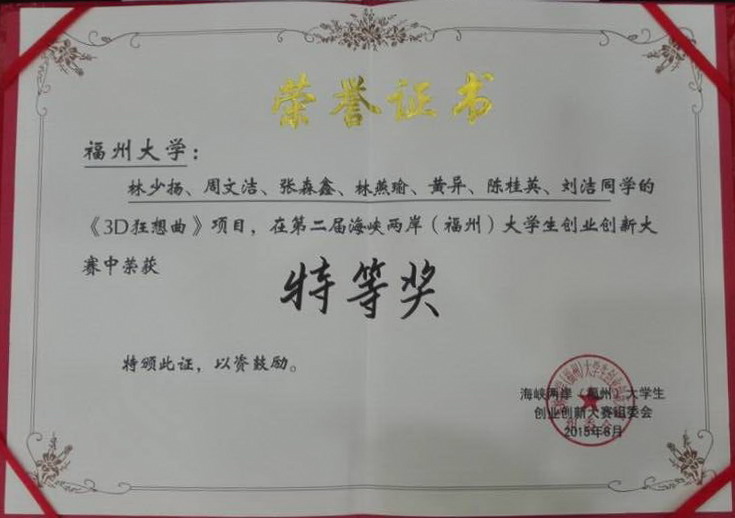 荣誉证书
福州大学：
林少扬、周文洁、张森鑫、林燕瑜、黄异、陈桂英、刘洁同学的
《3D狂想曲》项目，在第二届海峡两岸（福州）大学生创业创新大
赛中荣获
特等奖
特颁此证，以资鼓励。
海峡两岸（福州）大学生
创业创新大赛组委会
2015年6月